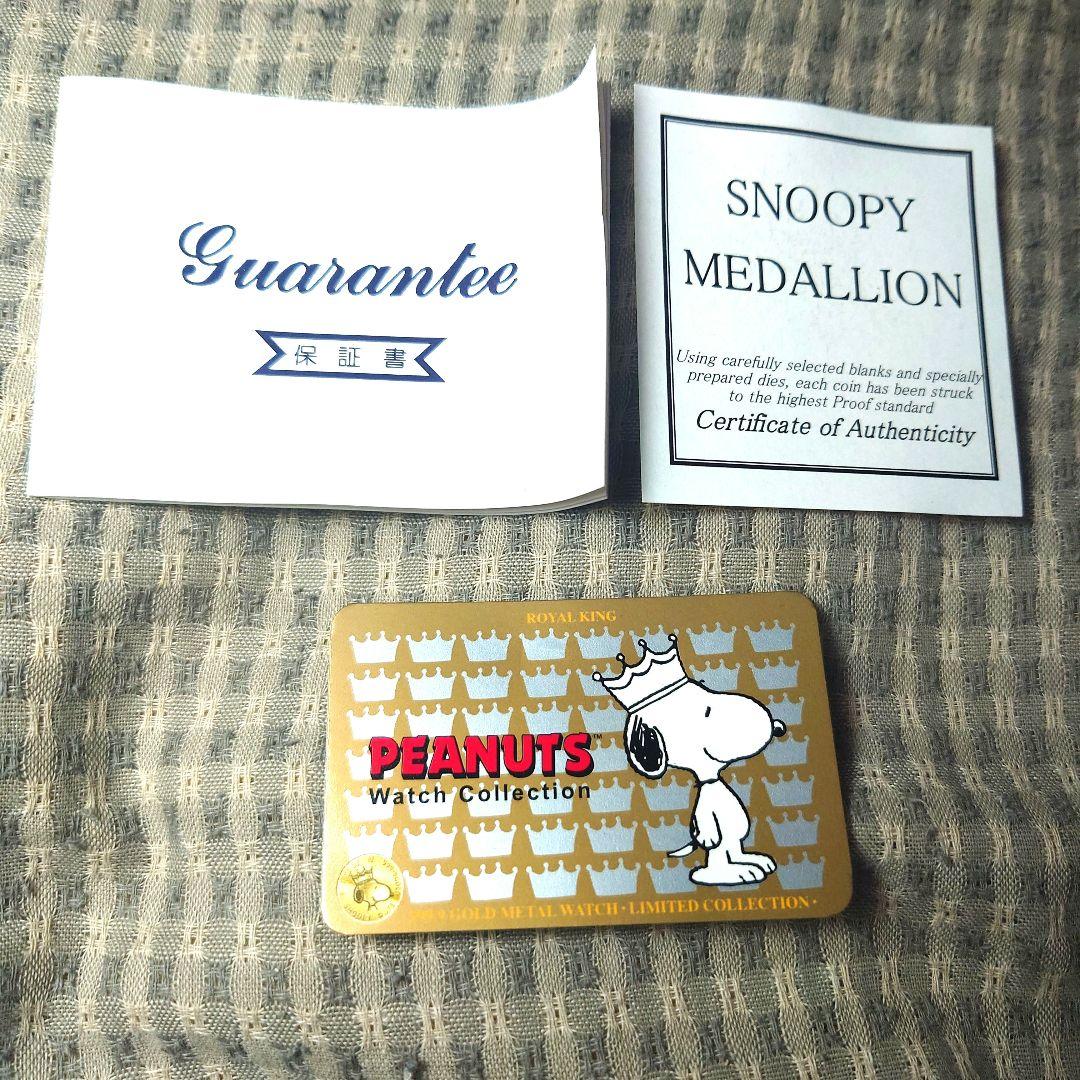 Guarantee
保証書
SNOOPY
MEDALLION
Using carefully selected blanks and specially
prepared dies, each coin has been struck
to the highest Proof standard
Certificate of Authenticity
ROYAL KING
PEANUTS™
Watch Collection
GOLD METAL WATCH・LIMITED COLLECTION・